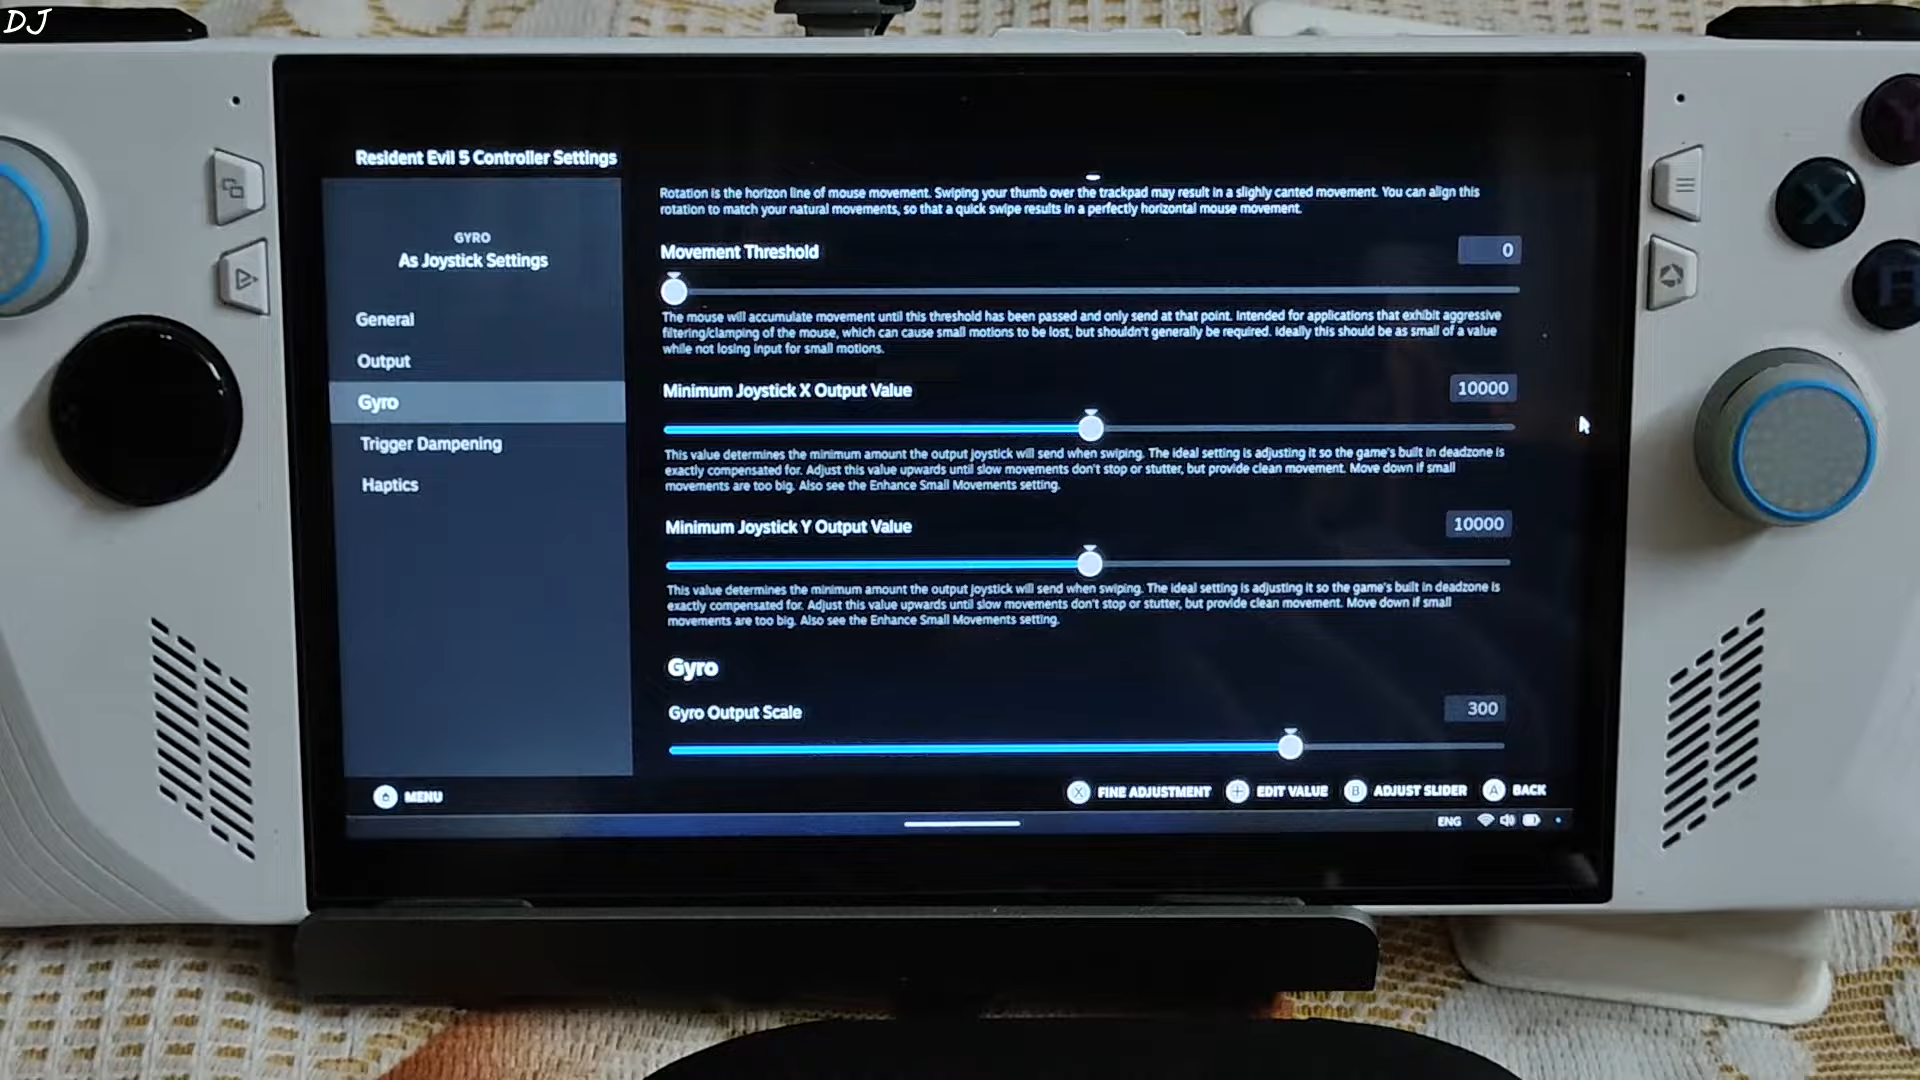 DJ
Resident Evil 5 Controller Settings
GYRO
As Joystick Settings
General
Output
Gyro
Trigger Dampening
Haptics
Rotation is the horizon line of mouse movement. Swiping your thumb over the trackpad may result in a slighly canted movement. You can align this
rotation to match your natural movements, so that a quick swipe results in a perfectly horizontal mouse movement.
Movement Threshold
0
The mouse will accumulate movement until this threshold has been passed and only send at that point. Intended for applications that exhibit aggressive
filtering/clamping of the mouse, which can cause small motions to be lost, but shouldn't generally be required. Ideally this should be as small of a value
while not losing input for small motions.
Minimum Joystick X Output Value
10000
This value determines the minimum amount the output joystick will send when swiping. The ideal setting is adjusting it so the game's built in deadzone is
exactly compensated for. Adjust this value upwards until slow movements don't stop or stutter, but provide clean movement. Move down if small
movements are too big. Also see the Enhance Small Movements setting.
Minimum Joystick Y Output Value
10000
This value determines the minimum amount the output joystick will send when swiping. The ideal setting is adjusting it so the game's built in deadzone is
exactly compensated for. Adjust this value upwards until slow movements don't stop or stutter, but provide clean movement. Move down if small
movements are too big. Also see the Enhance Small Movements setting.
Gyro
Gyro Output Scale
300
MENU
X FINE ADJUSTMENT
EDIT VALUE
B ADJUST SLIDER
A BACK
ENG
Y
X
A